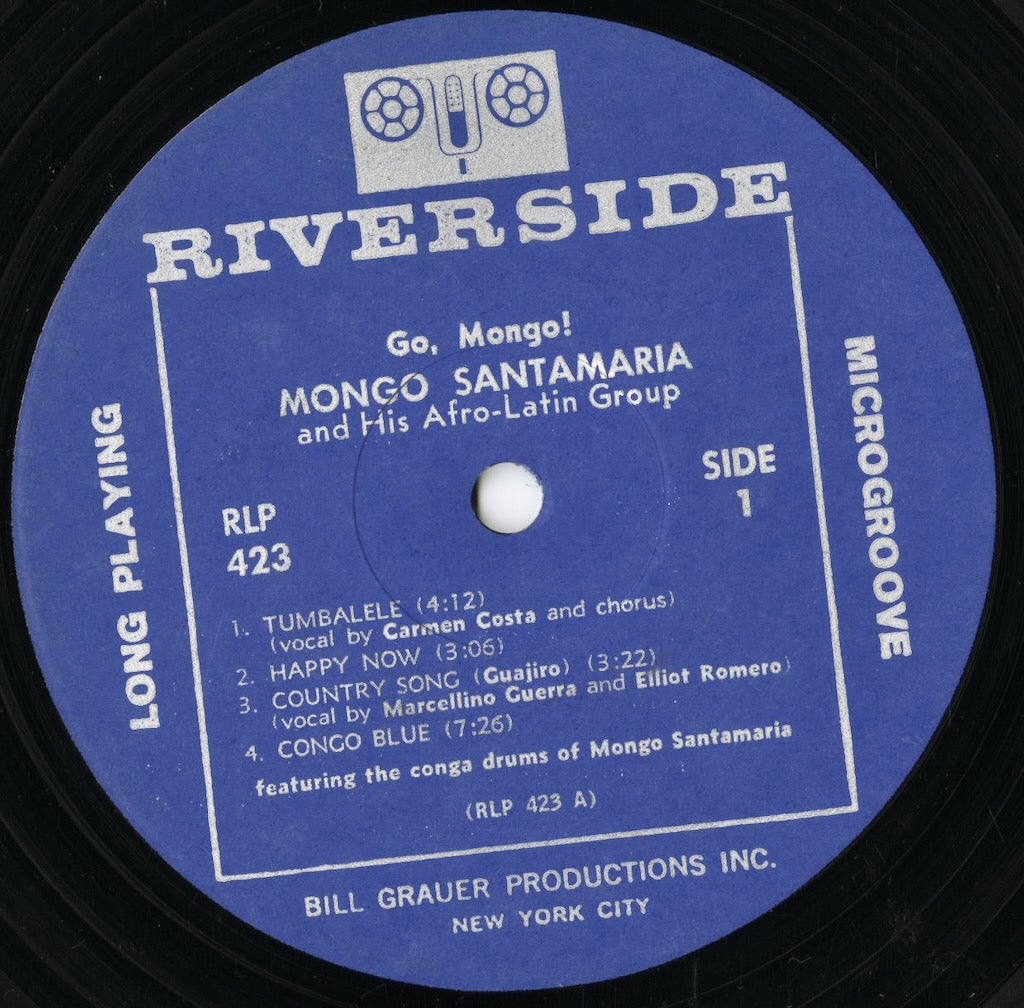 RIVERSIDE
Go, Mongo!
MONGO SANTAMARIA
and His Afro-Latin Group
LONG PLAYING
MICROGROOVE
RLP
423
SIDE
1
1. TUMBALELE (4:12)
(vocal by Carmen Costa and chorus)
2. HAPPY NOW (3:06)
3. COUNTRY SONG (Guajiro) (3:22)
(vocal by Marcellino Guerra and Elliot Romero)
4. CONGO BLUE (7:26)
featuring the conga drums of Mongo Santamaria
(RLP 423 A)
BILL GRAUER PRODUCTIONS INC.
NEW YORK CITY